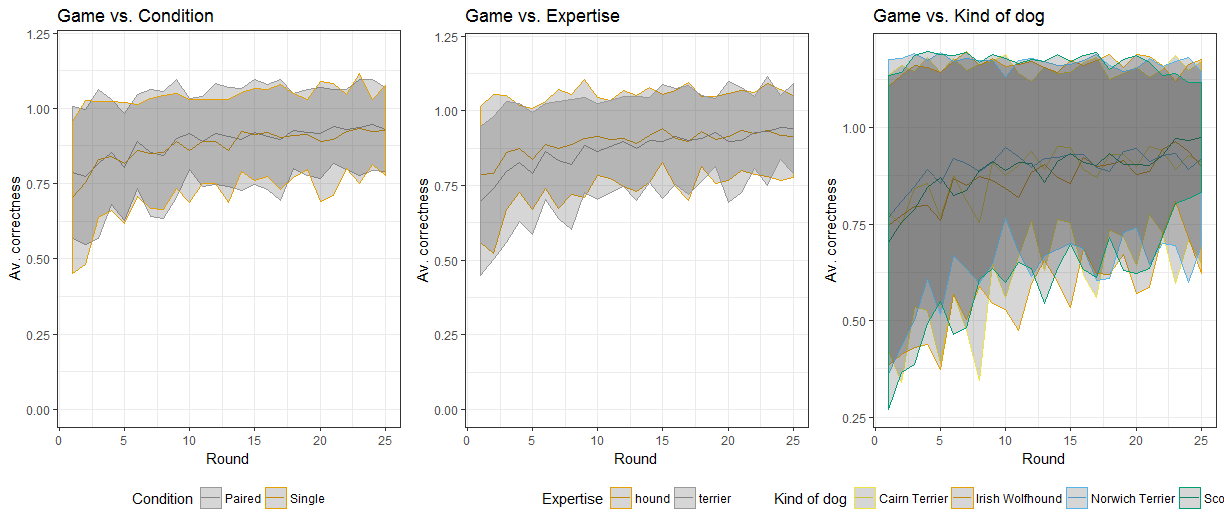 Game vs. Condition
1.25
1.00
0.75
0.50
0.25
0.00
Av. correctness
0 5 10 15 20 25
Round
Condition Paired Single
Game vs. Expertise
1.25
1.00
0.75
0.50
0.25
0.00
Av. correctness
0 5 10 15 20 25
Round
Expertise hound terrier
Game vs. Kind of dog
1.00
0.75
0.50
0.25
Av. correctness
0 5 10 15 20 25
Round
Kind of dog Cairn Terrier Irish Wolfhound Norwich Terrier Sco